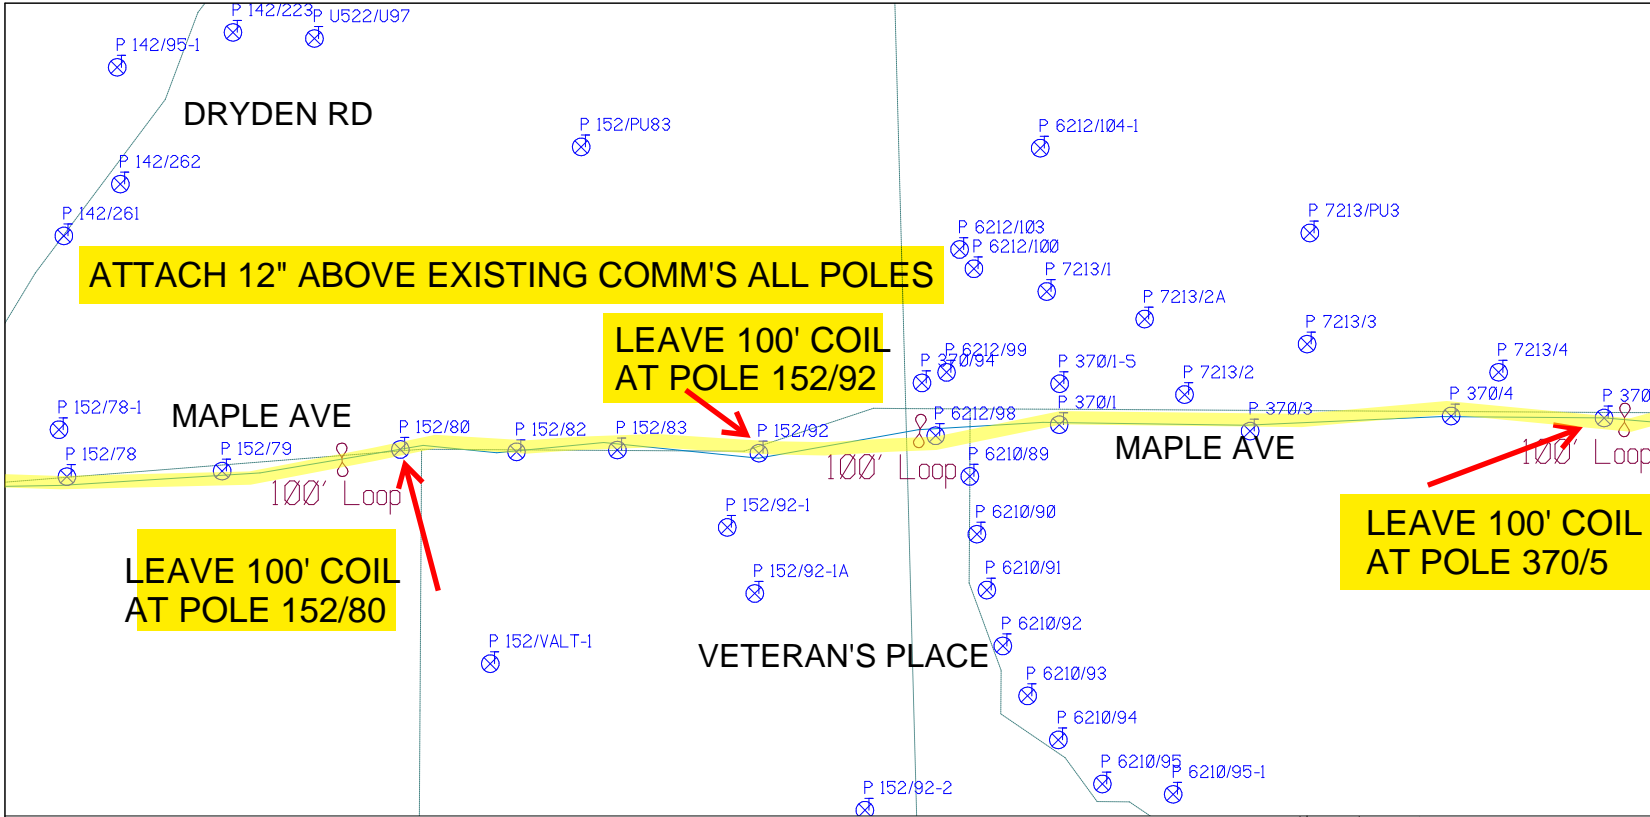 P 142/223
P U522/U97
P 142/95-1
DRYDEN RD
P 152/PU83
P 6212/104-1
P 142/262
P 142/261
P 7213/PU3
P 6212/103
P 6212/100
ATTACH 12" ABOVE EXISTING COMM'S ALL POLES
P 7213/1
P 7213/2A
LEAVE 100' COIL
AT POLE 152/92
P 7213/3
P 6212/99
P 370/94
P 370/1-S
P 7213/2
P 7213/4
P 152/78-1
MAPLE AVE
P 152/80
P 152/82
P 152/83
P 152/92
P 6212/98
P 370/1
P 370/3
P 370/4
P 370
P 152/78
P 152/79
100' Loop
100' Loop
P 6210/89
MAPLE AVE
100' Loop
P 152/92-1
P 6210/90
LEAVE 100' COIL
AT POLE 370/5
LEAVE 100' COIL
AT POLE 152/80
P 152/92-1A
P 6210/91
P 152/VALT-1
VETERAN'S PLACE
P 6210/92
P 6210/93
P 6210/94
P 6210/95
P 6210/95-1
P 152/92-2